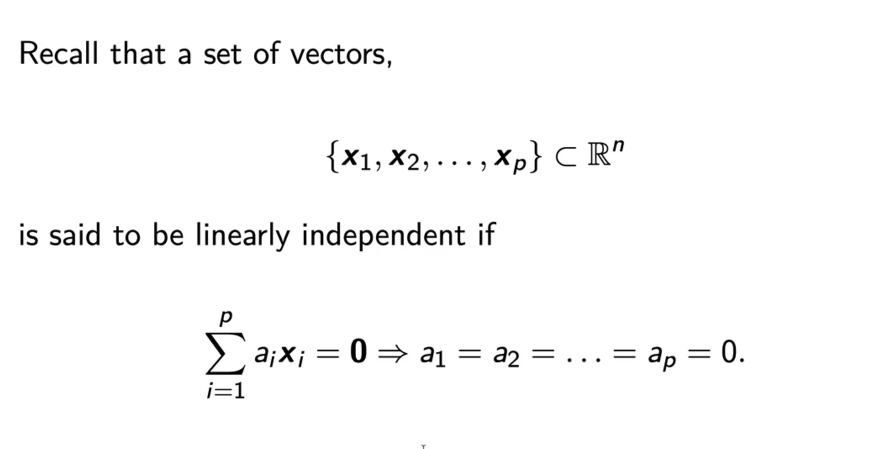 Recall that a set of vectors,
{x₁, x₂, . . . , xₚ} ⊂ ℝⁿ
is said to be linearly independent if
∑ᵢ₌₁ᵖ aᵢxᵢ = 0 ⇒ a₁ = a₂ = . . . = aₚ = 0.